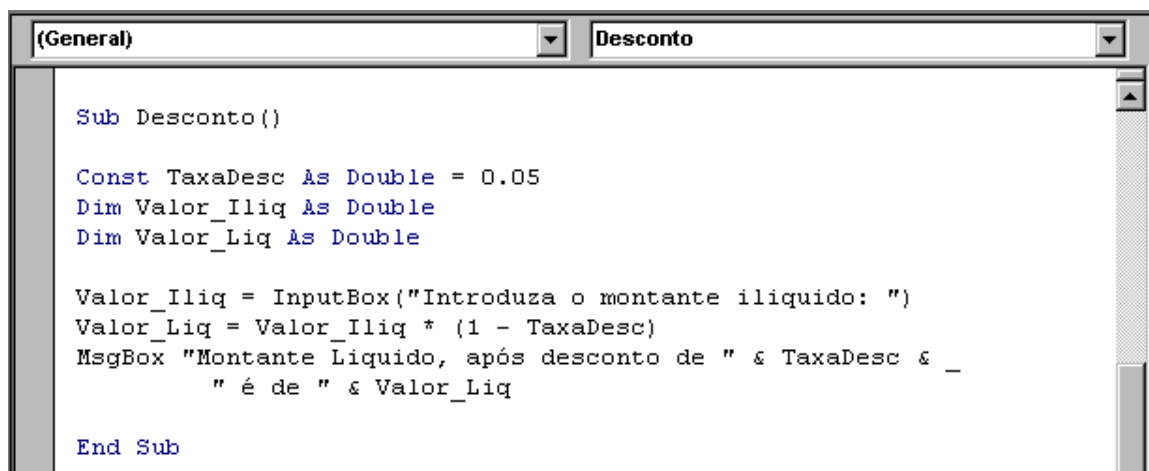 (General) Desconto
Sub Desconto()
Const TaxaDesc As Double = 0.05
Dim Valor_Iliq As Double
Dim Valor_Liq As Double
Valor_Iliq = InputBox("Introduza o montante iliquido: ")
Valor_Liq = Valor_Iliq * (1 - TaxaDesc)
MsgBox "Montante Liquido, após desconto de " & TaxaDesc & _
" é de " & Valor_Liq
End Sub